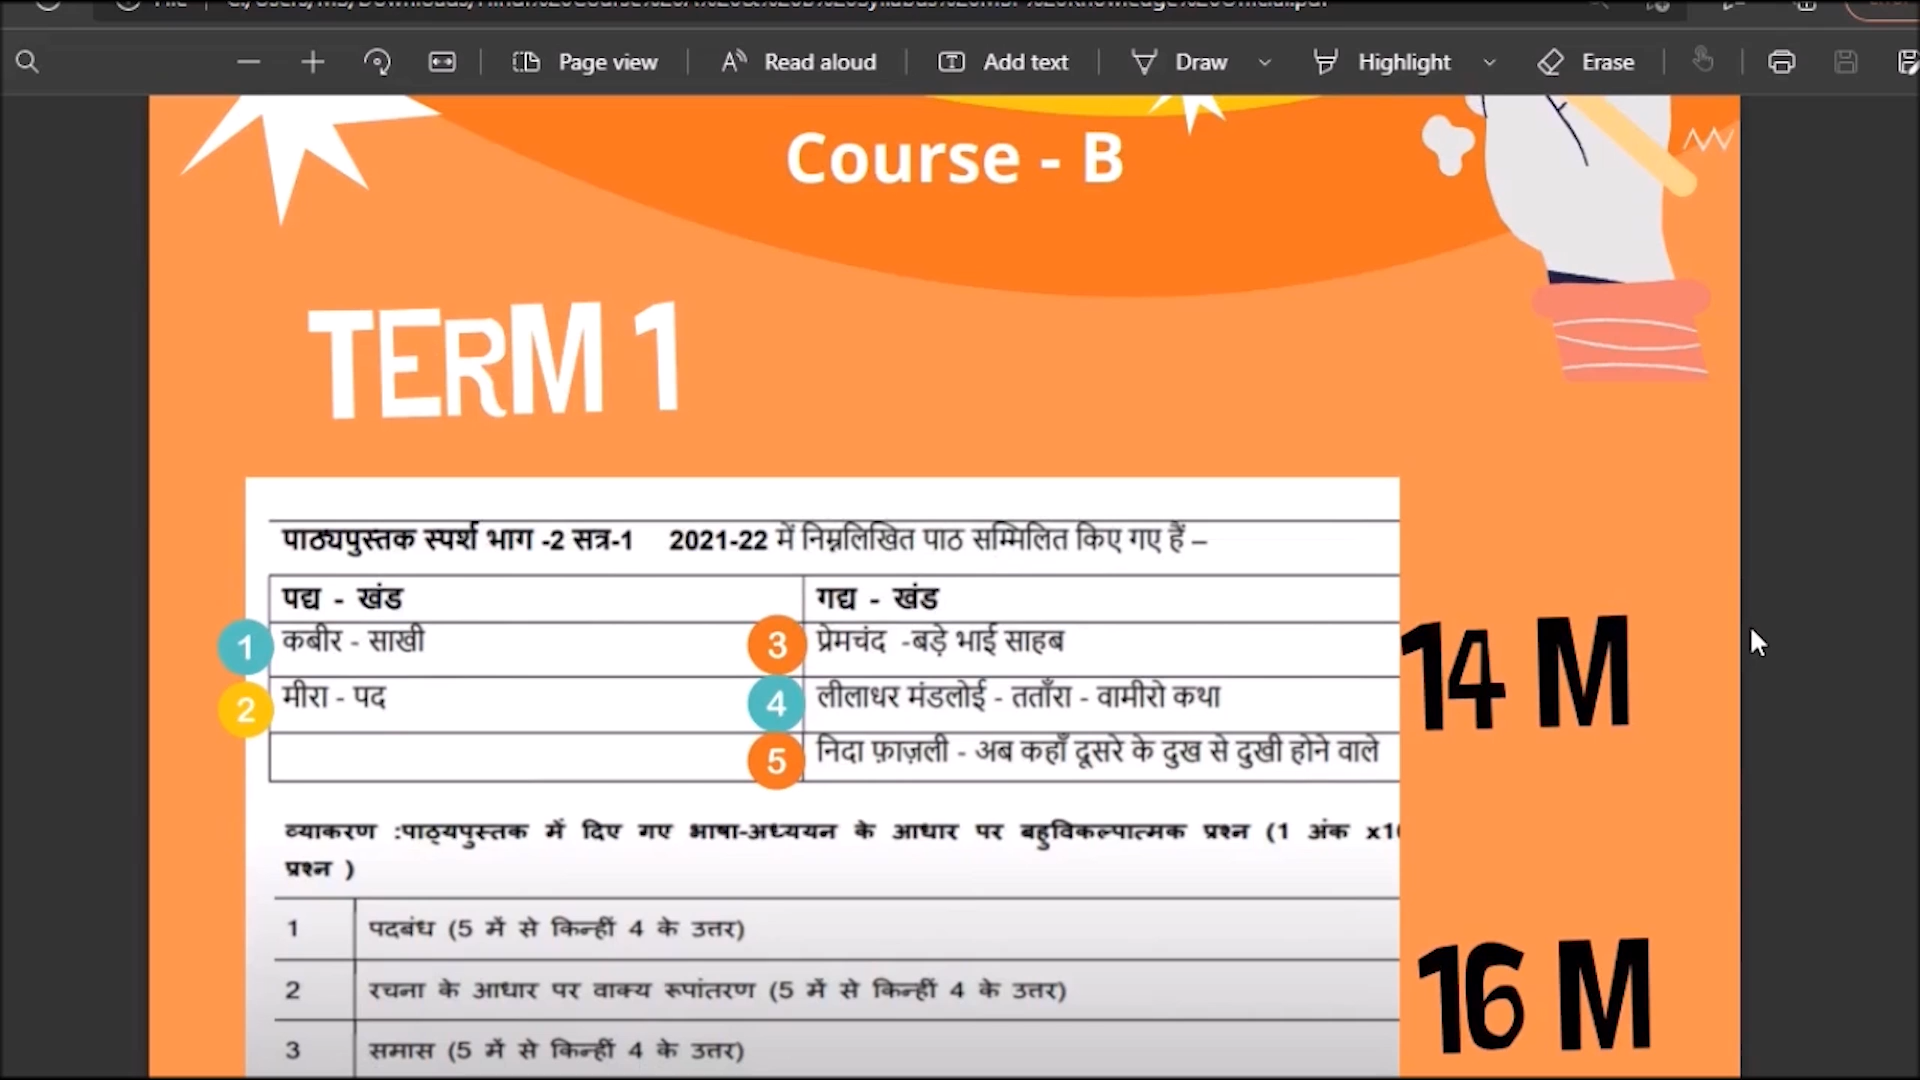 Page view
Read aloud
Add text
Draw
Highlight
Erase
Course - B
TERM 1
पाठ्यपुस्तक स्पर्श भाग -2 सत्र-1 2021-22 में निम्नलिखित पाठ सम्मिलित किए गए हैं –
पद्य - खंड
गद्य - खंड
1 कबीर - साखी
3 प्रेमचंद -बड़े भाई साहब
2 मीरा - पद
4 लीलाधर मंडलोई - तताँरा - वामीरो कथा
5 निदा फ़ाज़ली - अब कहाँ दूसरे के दुख से दुखी होने वाले
14 M
व्याकरण :पाठ्यपुस्तक में दिए गए भाषा-अध्ययन के आधार पर बहुविकल्पात्मक प्रश्न (1 अंक
प्रश्न )
1 पदबंध (5 में से किन्हीं 4 के उत्तर)
2 रचना के आधार पर वाक्य रूपांतरण (5 में से किन्हीं 4 के उत्तर)
3 समास (5 में से किन्हीं 4 के उत्तर)
16 M